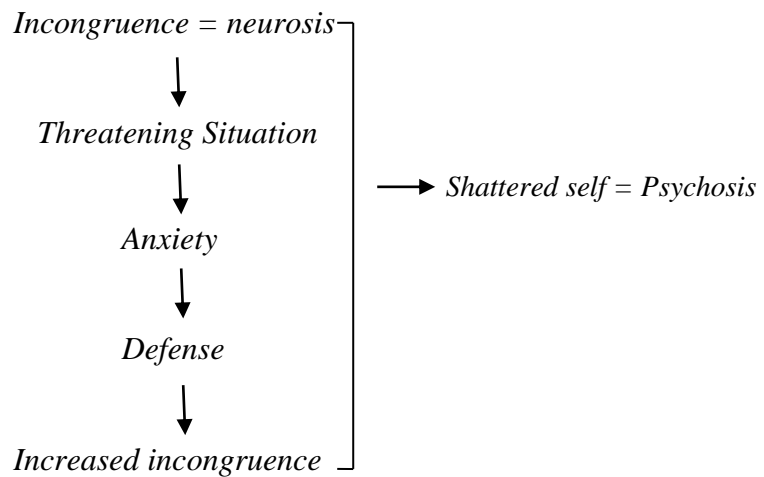 Incongruence = neurosis
Threatening Situation
Shattered self = Psychosis
Anxiety
Defense
Increased incongruence